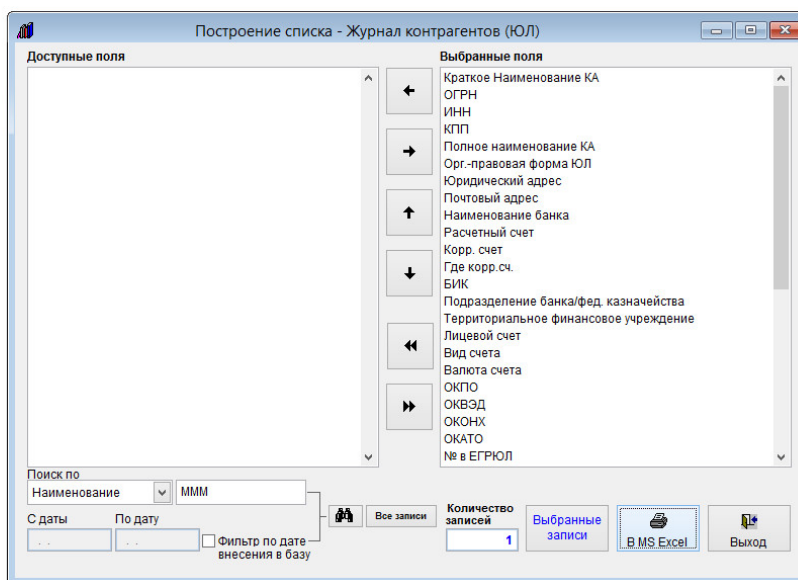 Построение списка - Журнал контрагентов (ЮЛ)
Доступные поля
Выбранные поля
Краткое Наименование КА
ОГРН
ИНН
КПП
Полное наименование КА
Орг.-правовая форма ЮЛ
Юридический адрес
Почтовый адрес
Наименование банка
Расчетный счет
Корр. счет
Где корр.сч.
БИК
Подразделение банка/фед. казначейства
Территориальное финансовое учреждение
Лицевой счет
Вид счета
Валюта счета
ОКПО
ОКВЭД
ОКОНХ
ОКАТО
№ в ЕГРЮЛ
Поиск по
Наименование
МММ
С даты
По дату
. .
. .
Фильтр по дате
внесения в базу
Все записи
Количество
записей
1
Выбранные
записи
В MS Excel
Выход